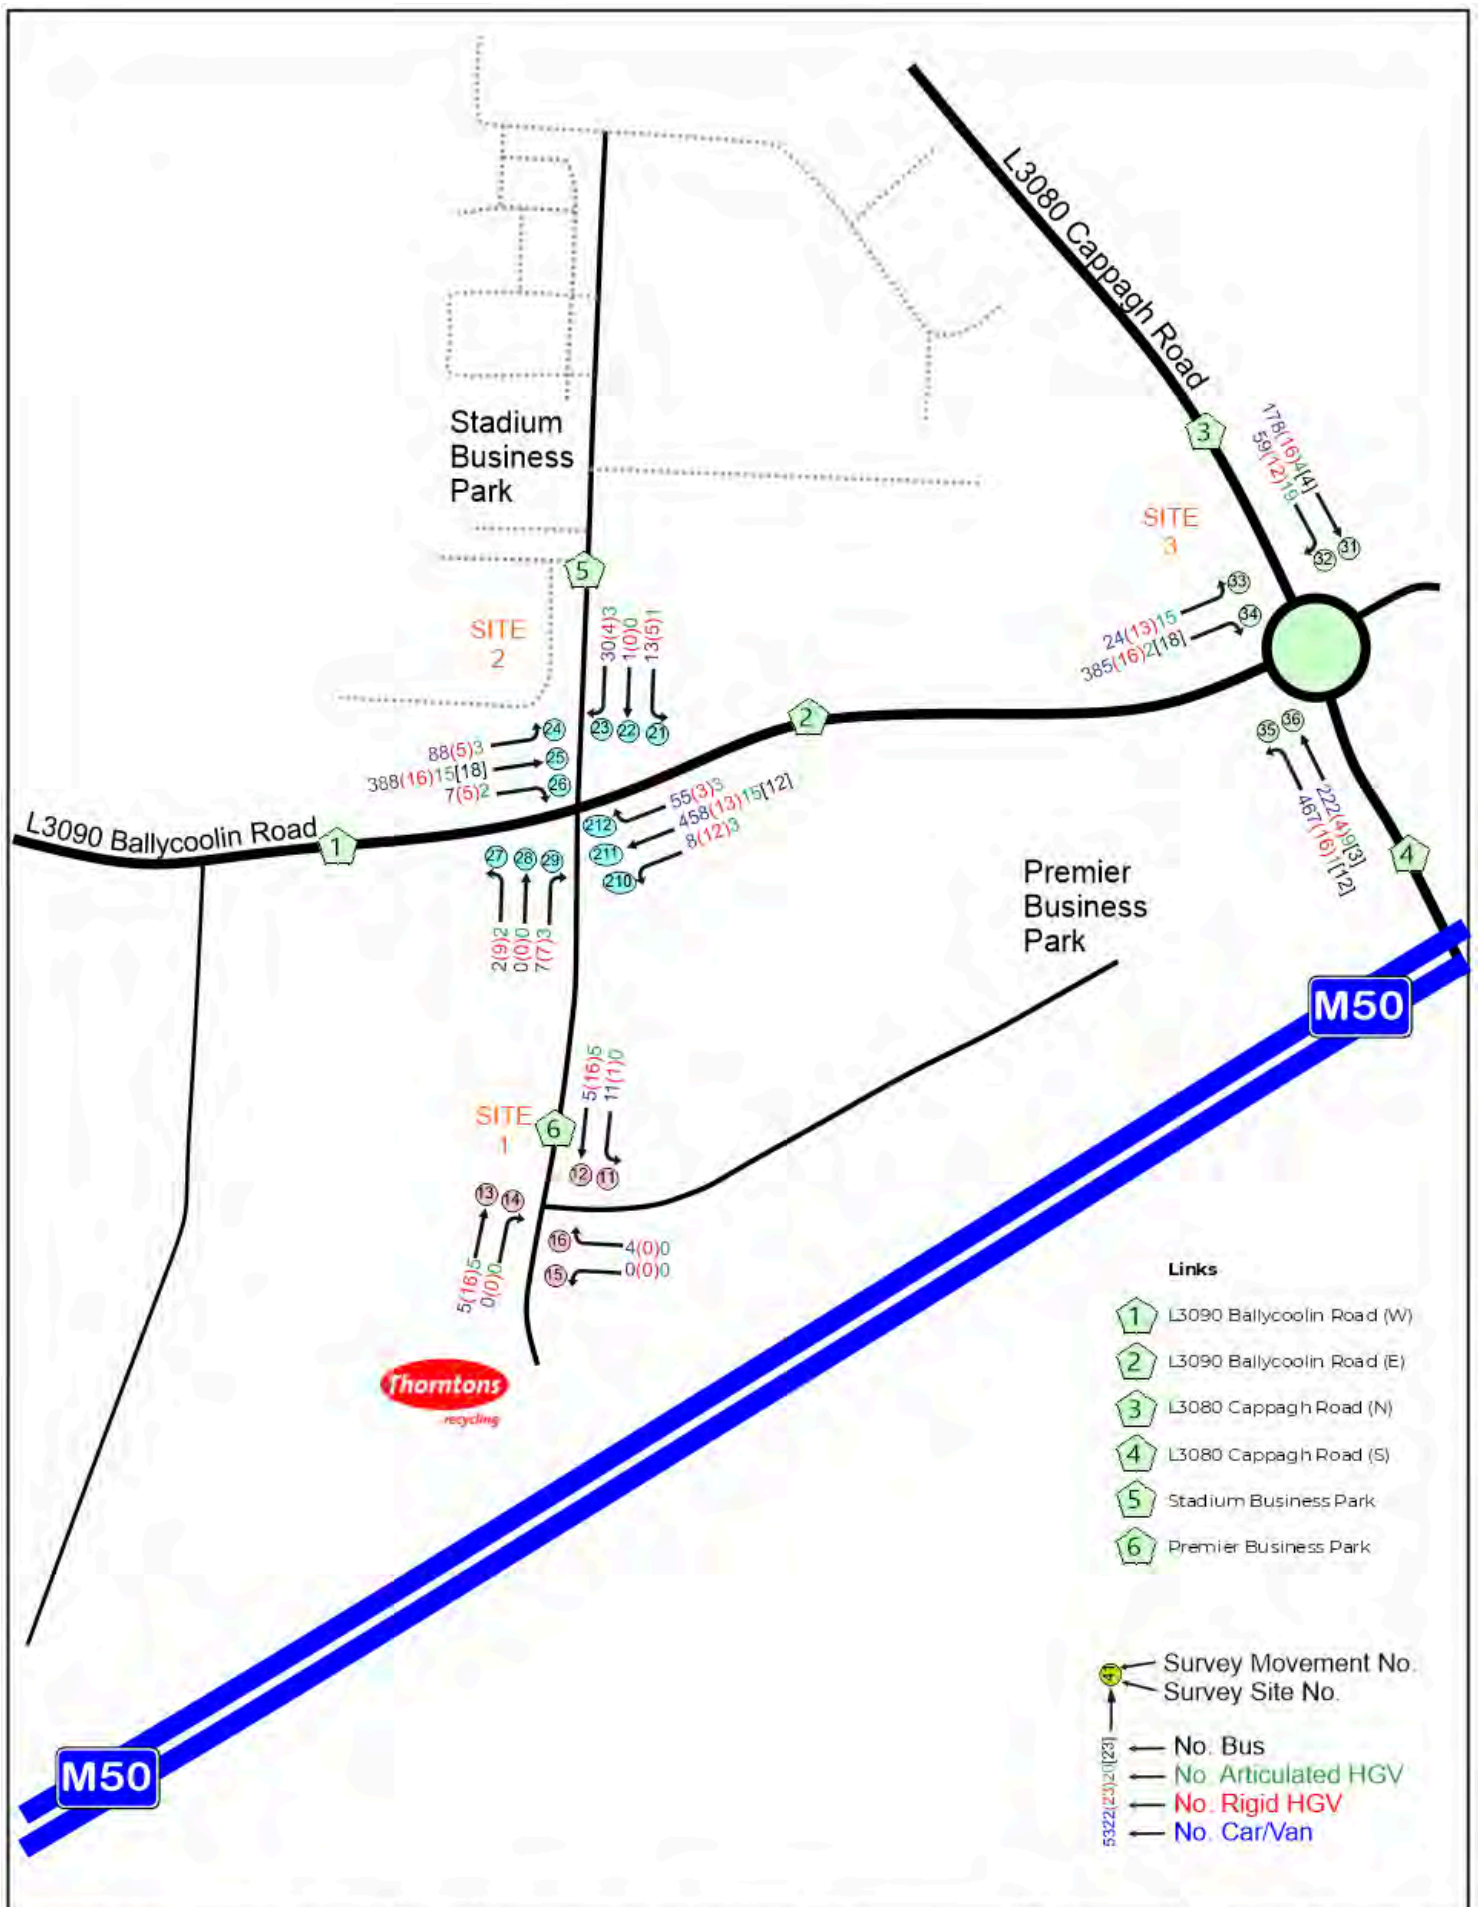 L3080 Cappagh Road
3
178(16)4[4]
59(12)19
Stadium
Business
Park
SITE
3
31
32
5
33
24(13)15
34
385(16)2[18]
SITE
2
30(4)3
1(0)0
13(5)1
2
36
35
24
23
22
21
88(5)3
25
388(16)15[18]
26
7(5)2
55(3)3
458(13)15[12]
8(12)3
222(4)9[3]
467(16)1[12]
L3090 Ballycoolin Road
1
212
211
210
27
28
29
4
2(9)2
0(0)0
7(7)3
Premier
Business
Park
M50
5(16)5
11(1)0
SITE
1
6
12
11
13
14
16
4(0)0
15
0(0)0
5(16)5
0(0)0
Thorntons
recycling
Links
1 L3090 Ballycoolin Road (W)
2 L3090 Ballycoolin Road (E)
3 L3080 Cappagh Road (N)
4 L3080 Cappagh Road (S)
5 Stadium Business Park
6 Premier Business Park
41
Survey Movement No.
Survey Site No.
5322(23)20[23]
No. Bus
No. Articulated HGV
No. Rigid HGV
No. Car/Van
M50